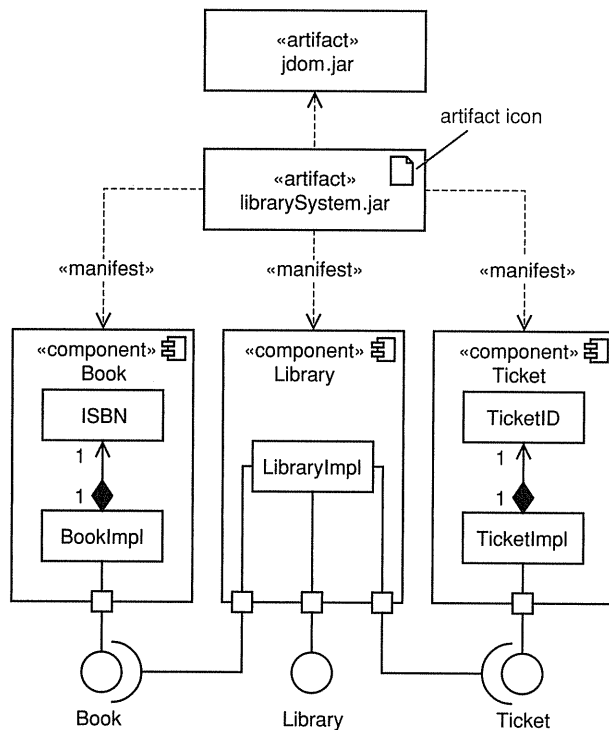 «artifact»
jdom.jar
artifact icon
«artifact»
librarySystem.jar
«manifest»
«manifest»
«manifest»
«component»
Book
ISBN
1
1
BookImpl
«component»
Library
LibraryImpl
«component»
Ticket
TicketID
1
1
TicketImpl
Book
Library
Ticket